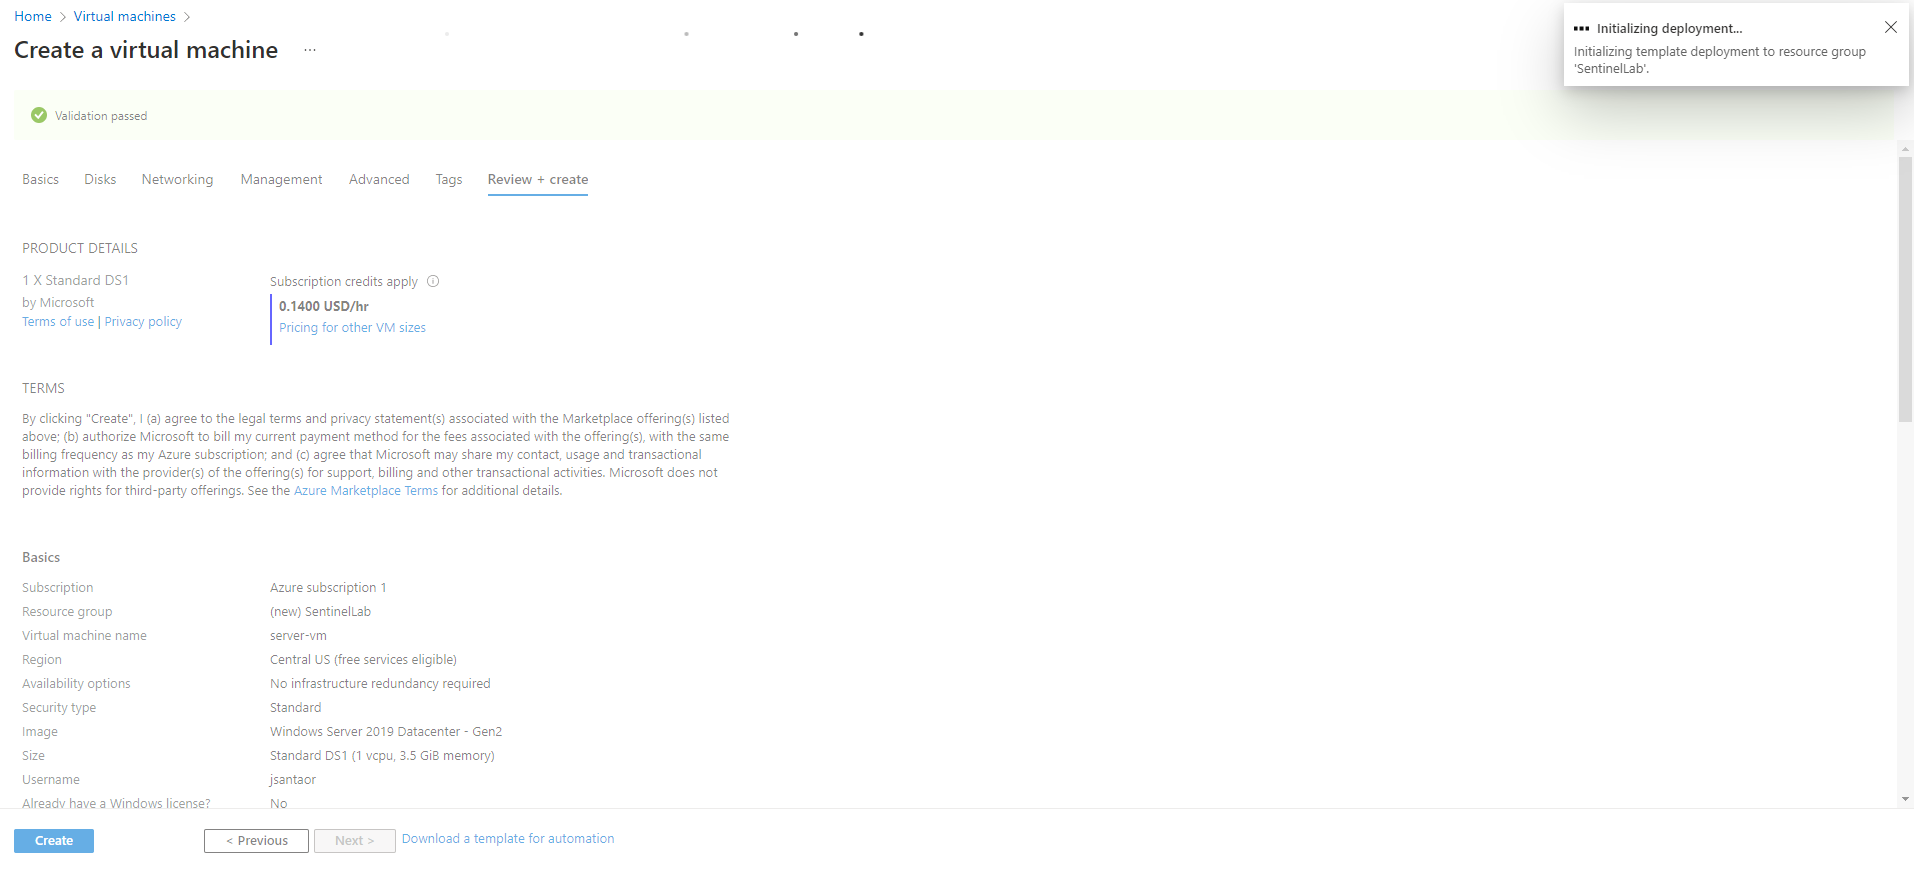 Home > Virtual machines >
Create a virtual machine ...
Initializing deployment...
Initializing template deployment to resource group
'SentinelLab'.
Validation passed
Basics Disks Networking Management Advanced Tags Review + create
PRODUCT DETAILS
1 X Standard DS1
by Microsoft
Terms of use | Privacy policy
Subscription credits apply
0.1400 USD/hr
Pricing for other VM sizes
TERMS
By clicking "Create", I (a) agree to the legal terms and privacy statement(s) associated with the Marketplace offering(s) listed
above; (b) authorize Microsoft to bill my current payment method for the fees associated with the offering(s), with the same
billing frequency as my Azure subscription; and (c) agree that Microsoft may share my contact, usage and transactional
information with the provider(s) of the offering(s) for support, billing and other transactional activities. Microsoft does not
provide rights for third-party offerings. See the Azure Marketplace Terms for additional details.
Basics
Subscription Azure subscription 1
Resource group (new) SentinelLab
Virtual machine name server-vm
Region Central US (free services eligible)
Availability options No infrastructure redundancy required
Security type Standard
Image Windows Server 2019 Datacenter - Gen2
Size Standard DS1 (1 vcpu, 3.5 GiB memory)
Username jsantaor
Already have a Windows license? No
Create < Previous Next > Download a template for automation